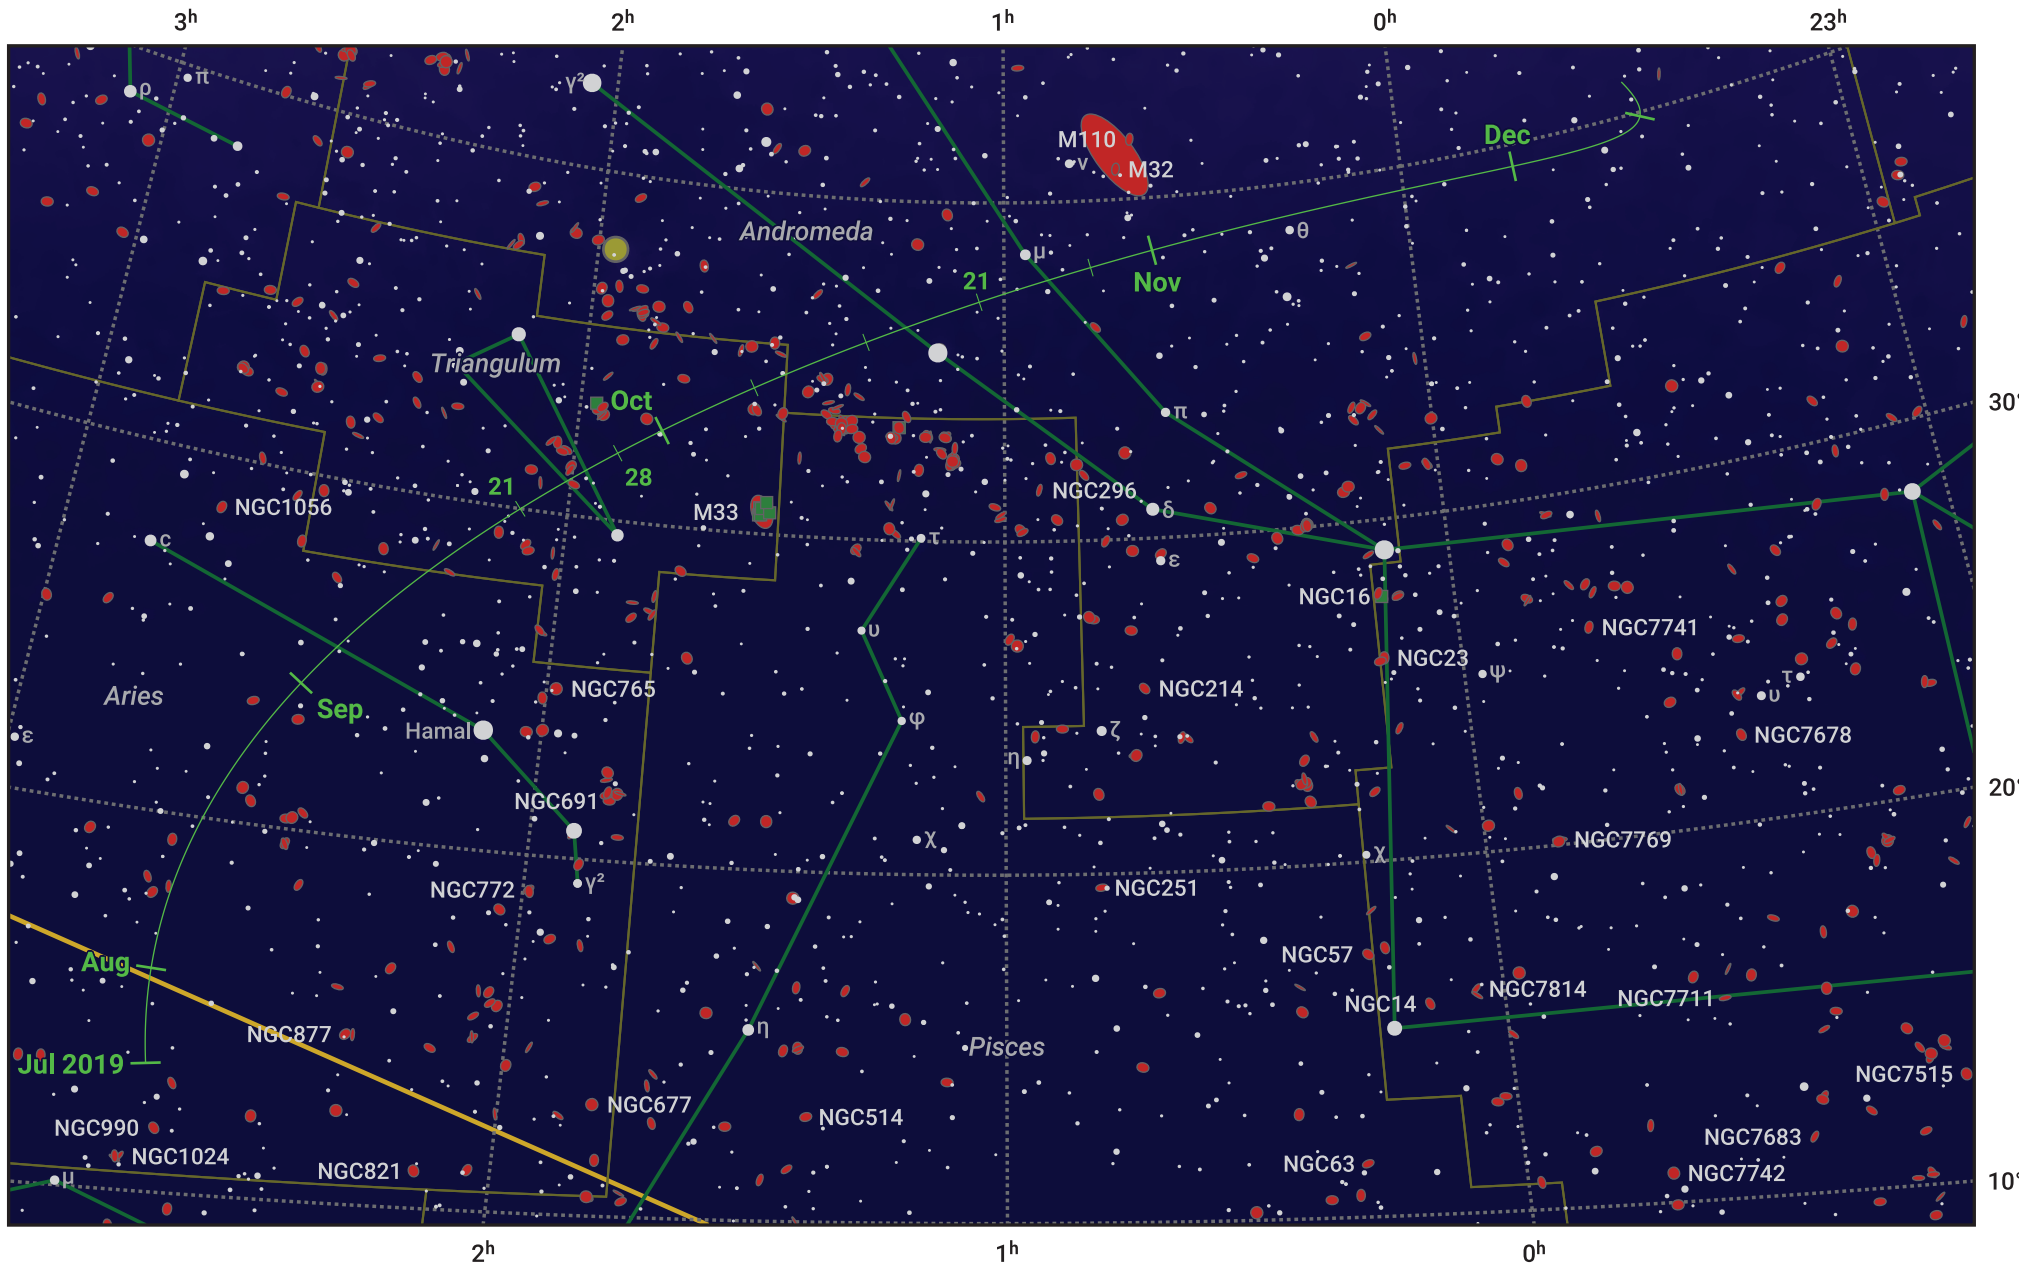 3ʰ 2ʰ 1ʰ 0ʰ 23ʰ
π
ρ
γ²
Dec
M110
ν
M32
Andromeda
θ
μ
21
Nov
Triangulum
Oct
π
30°
28
21
NGC296
NGC1056
M33
δ
c
τ
ε
NGC16
υ
NGC7741
NGC23
ψ
τ
NGC765
NGC214
υ
Aries
Sep
φ
Hamal
ζ
ε
NGC7678
η
20°
NGC691
χ
NGC7769
χ
NGC772
γ²
NGC251
Aug
NGC57
NGC7814
NGC7711
NGC14
NGC877
η
Pisces
Jul 2019
NGC7515
NGC677
NGC514
NGC990
NGC7683
NGC1024
NGC63
NGC821
NGC7742
μ
10°
2ʰ 1ʰ 0ʰ